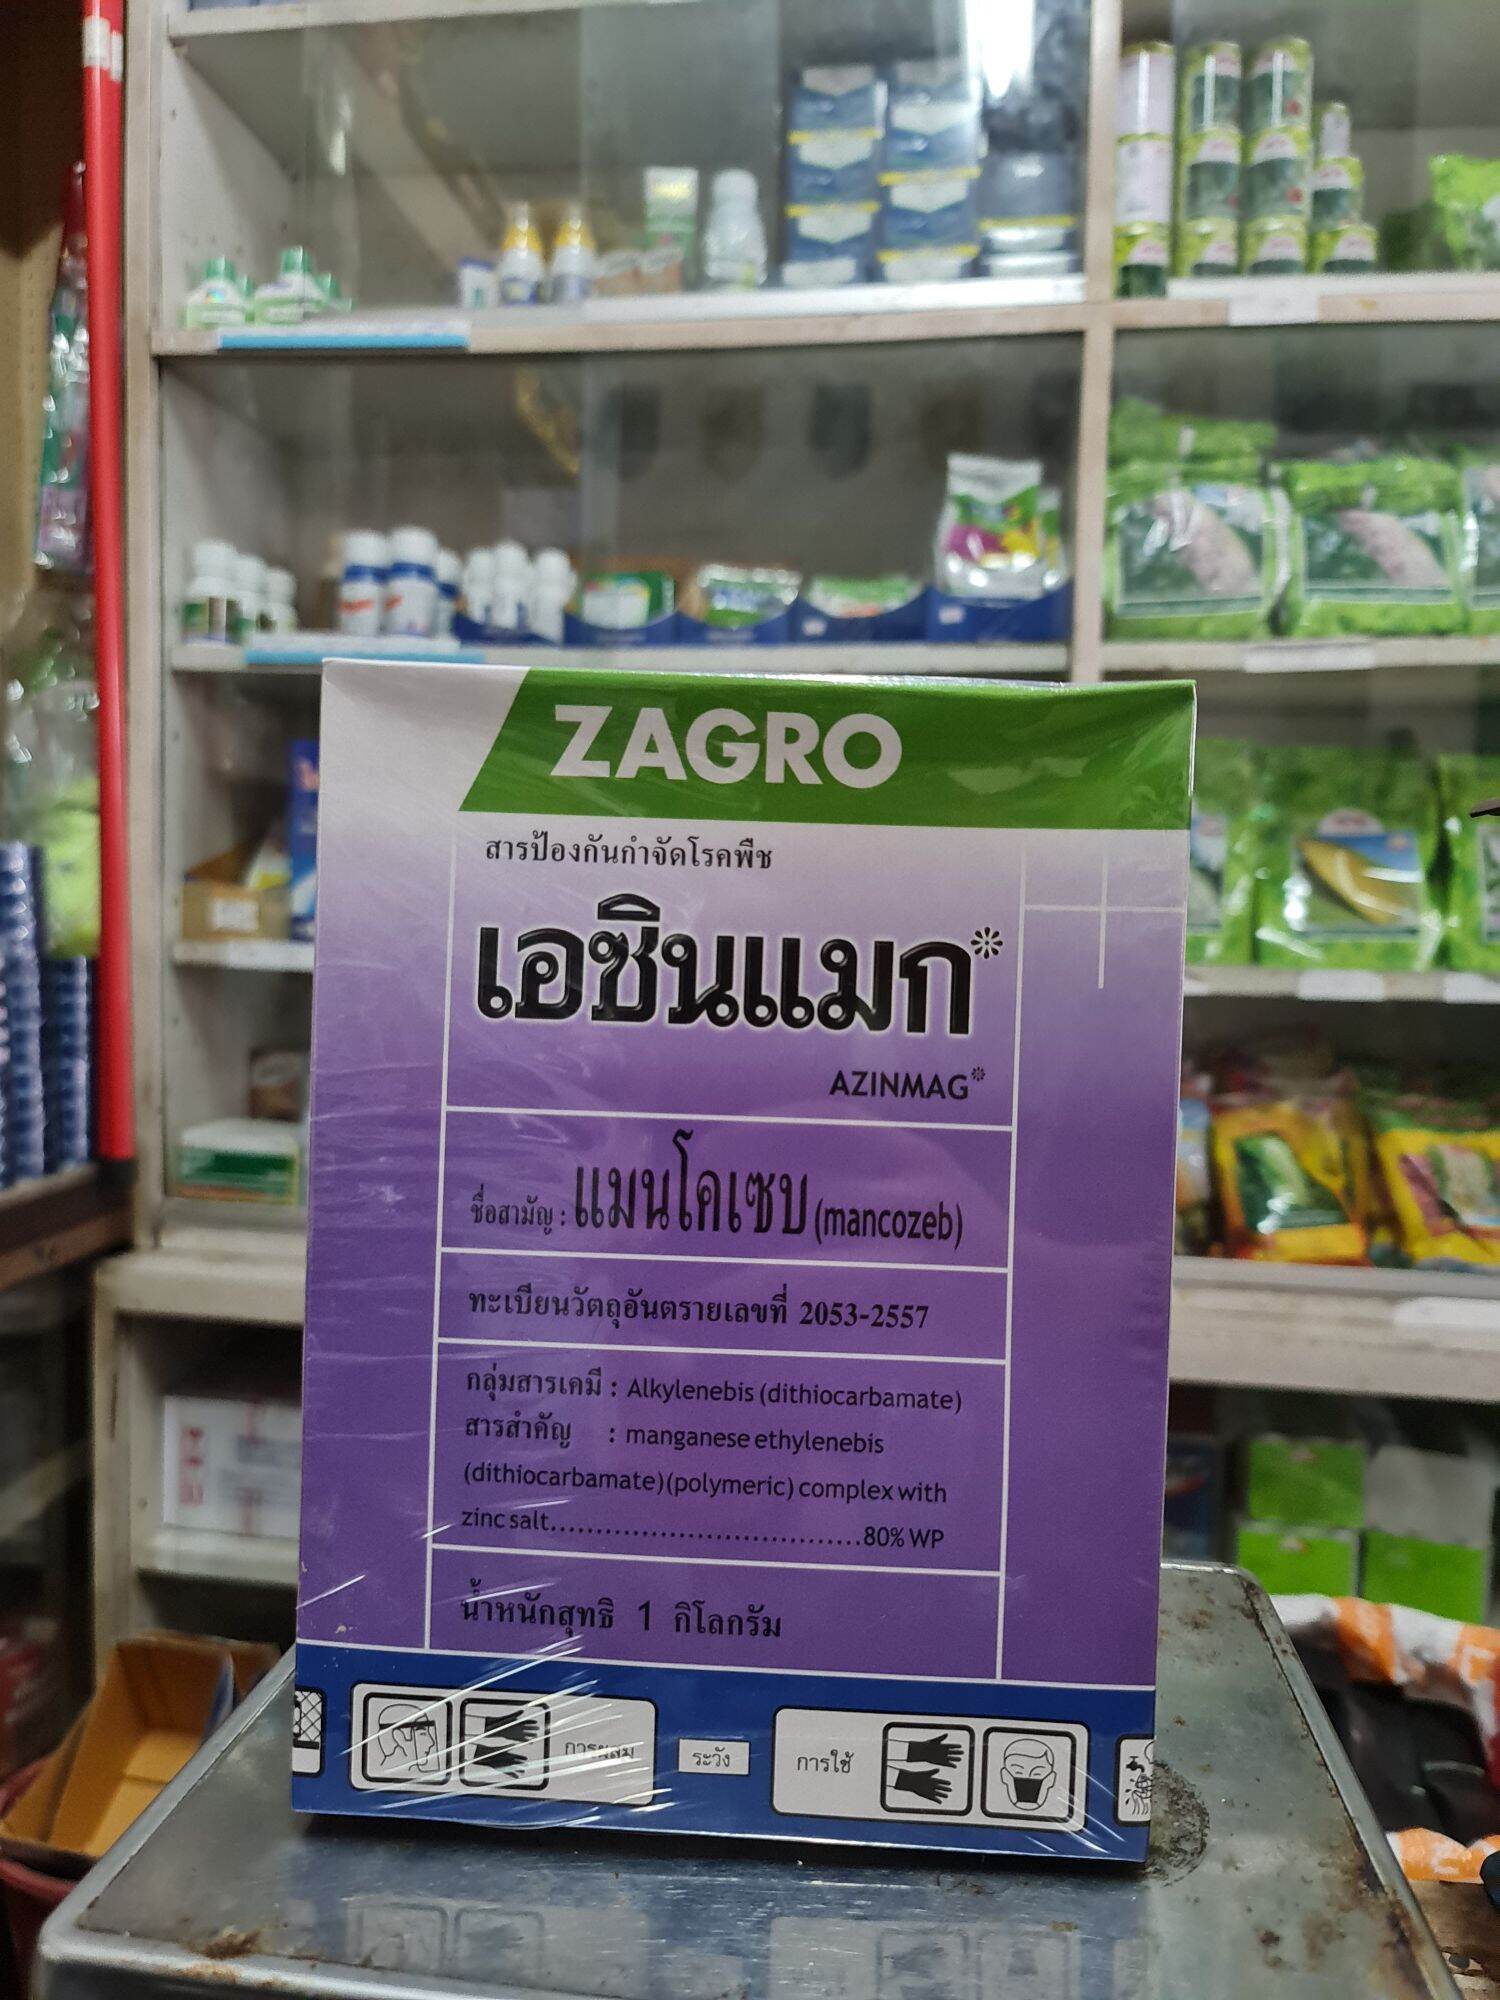 ZAGRO
สารป้องกันกำจัดโรคพืช
เอซินแมก*
AZINMAG*
ชื่อสามัญ : แมนโคเซบ (mancozeb)
ทะเบียนวัตถุอันตรายเลขที่ 2053-2557
กลุ่มสารเคมี : Alkylenebis (dithiocarbamate)
สารสำคัญ : manganese ethylenebis
(dithiocarbamate) (polymeric) complex with
zinc salt..................................80% WP
น้ำหนักสุทธิ 1 กิโลกรัม
การผสม ระวัง การใช้